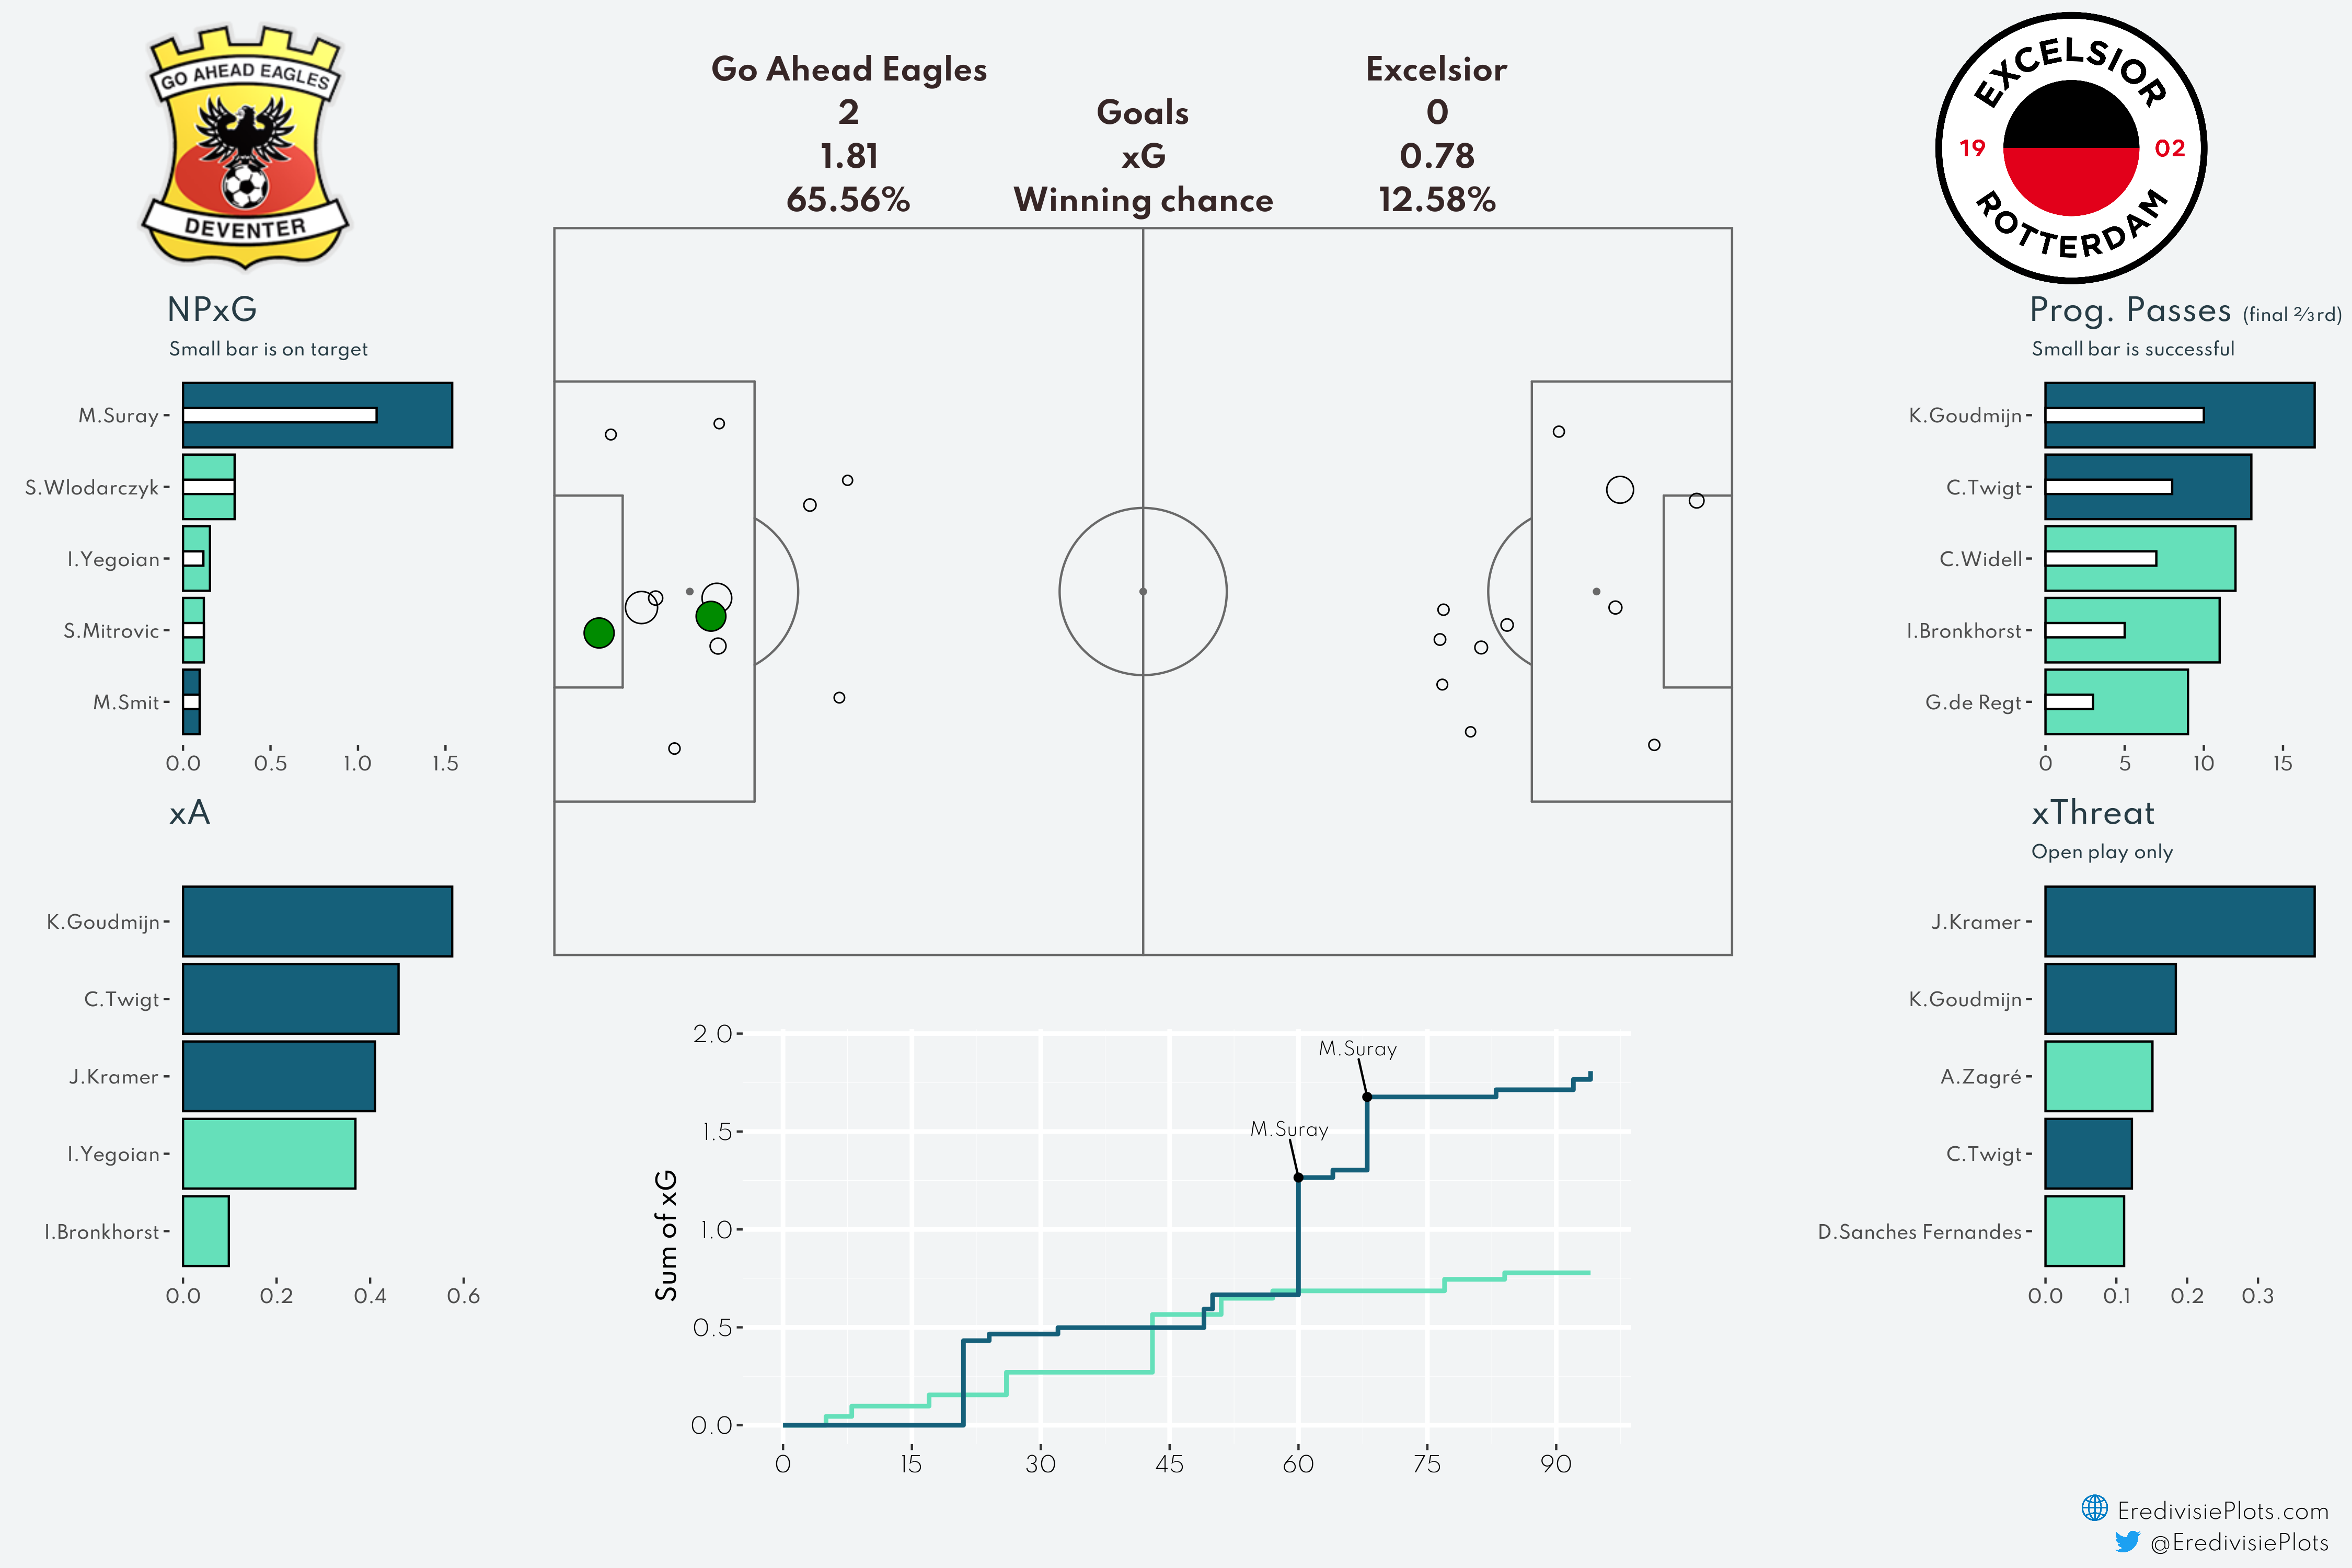 GO AHEAD EAGLES
DEVENTER
Go Ahead Eagles Excelsior
2 Goals 0
1.81 xG 0.78
65.56% Winning chance 12.58%
EXCELSIOR
19 02
ROTTERDAM
NPxG
Small bar is on target
M.Suray
S.Wlodarczyk
I.Yegoian
S.Mitrovic
M.Smit
0.0 0.5 1.0 1.5
xA
K.Goudmijn
C.Twigt
J.Kramer
I.Yegoian
I.Bronkhorst
0.0 0.2 0.4 0.6
Sum of xG
2.0
1.5
1.0
0.5
0.0
M.Suray
M.Suray
0 15 30 45 60 75 90
Prog. Passes (final ⅔rd)
Small bar is successful
K.Goudmijn
C.Twigt
C.Widell
I.Bronkhorst
G.de Regt
0 5 10 15
xThreat
Open play only
J.Kramer
K.Goudmijn
A.Zagré
C.Twigt
D.Sanches Fernandes
0.0 0.1 0.2 0.3
EredivisiePlots.com
@EredivisiePlots